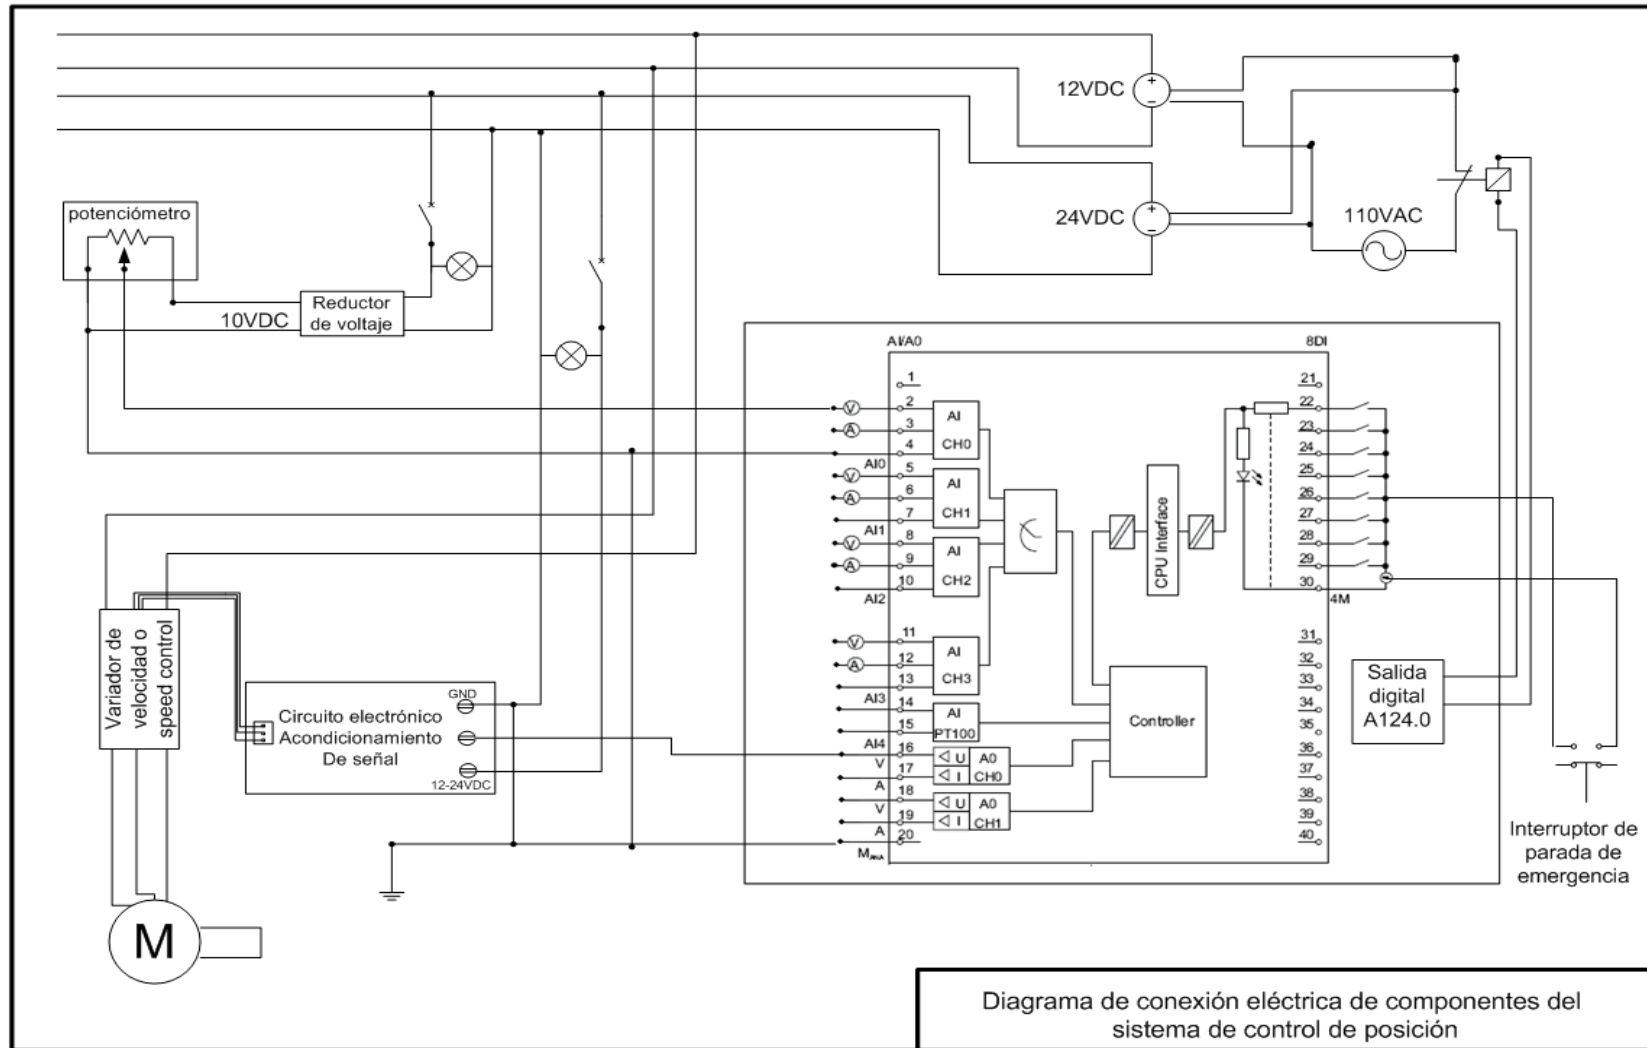 12VDC
24VDC
110VAC
potenciómetro
Reductor
de voltaje
10VDC
AI/A0
8DI
1
2
3
4
AI0
5
6
7
AI1
8
9
10
AI2
11
12
13
AI3
14
15
AI4
16
V
17
A
18
V
19
A
20
V
A
V
A
V
A
V
A
AI
CH0
AI
CH1
AI
CH2
AI
CH3
AI
PT100
U
I
A0
CH0
U
I
A0
CH1
CPU Interface
Controller
21
22
23
24
25
26
27
28
29
30
4M
31
32
33
34
35
36
37
38
39
40
Salida
digital
A124.0
Interruptor de
parada de
emergencia
Variador de
velocidad o
speed control
GND
Circuito electrónico
Acondicionamiento
De señal
12-24VDC
M
Diagrama de conexión eléctrica de componentes del
sistema de control de posición